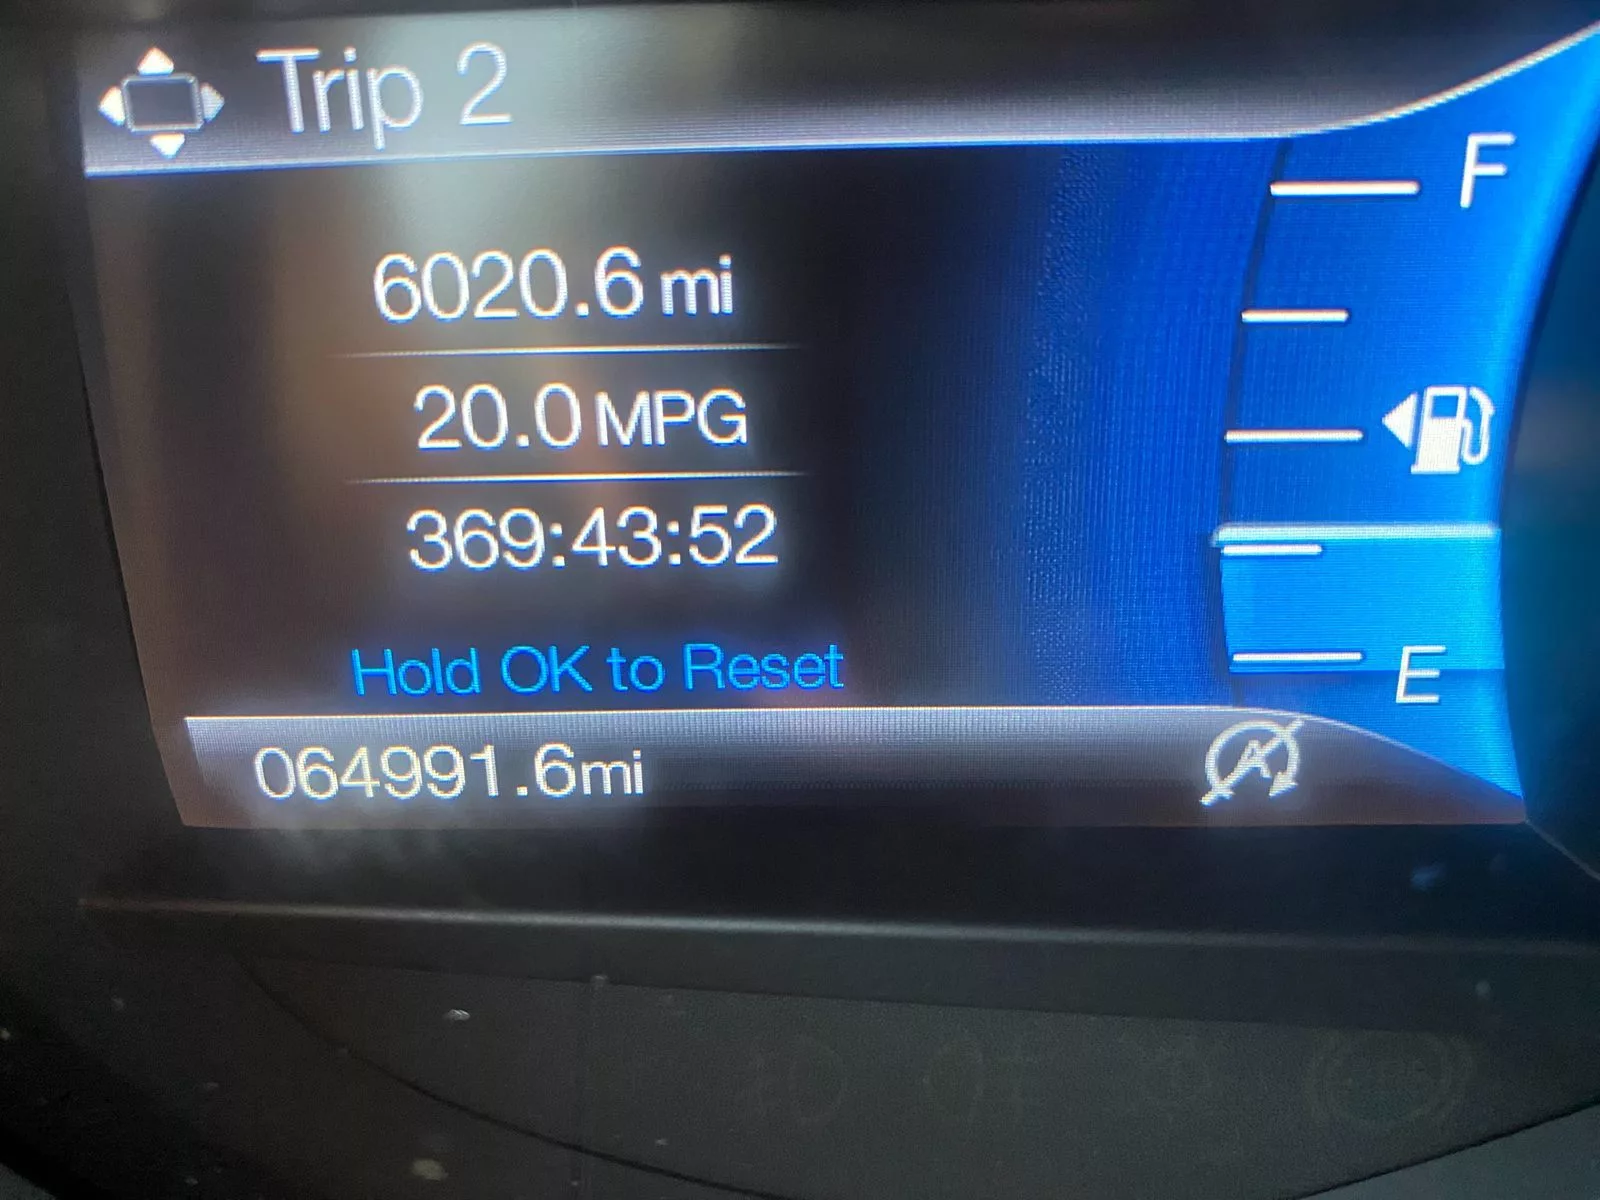 Trip 2
F
6020.6 mi
20.0 MPG
369:43:52
Hold OK to Reset
E
064991.6mi
A